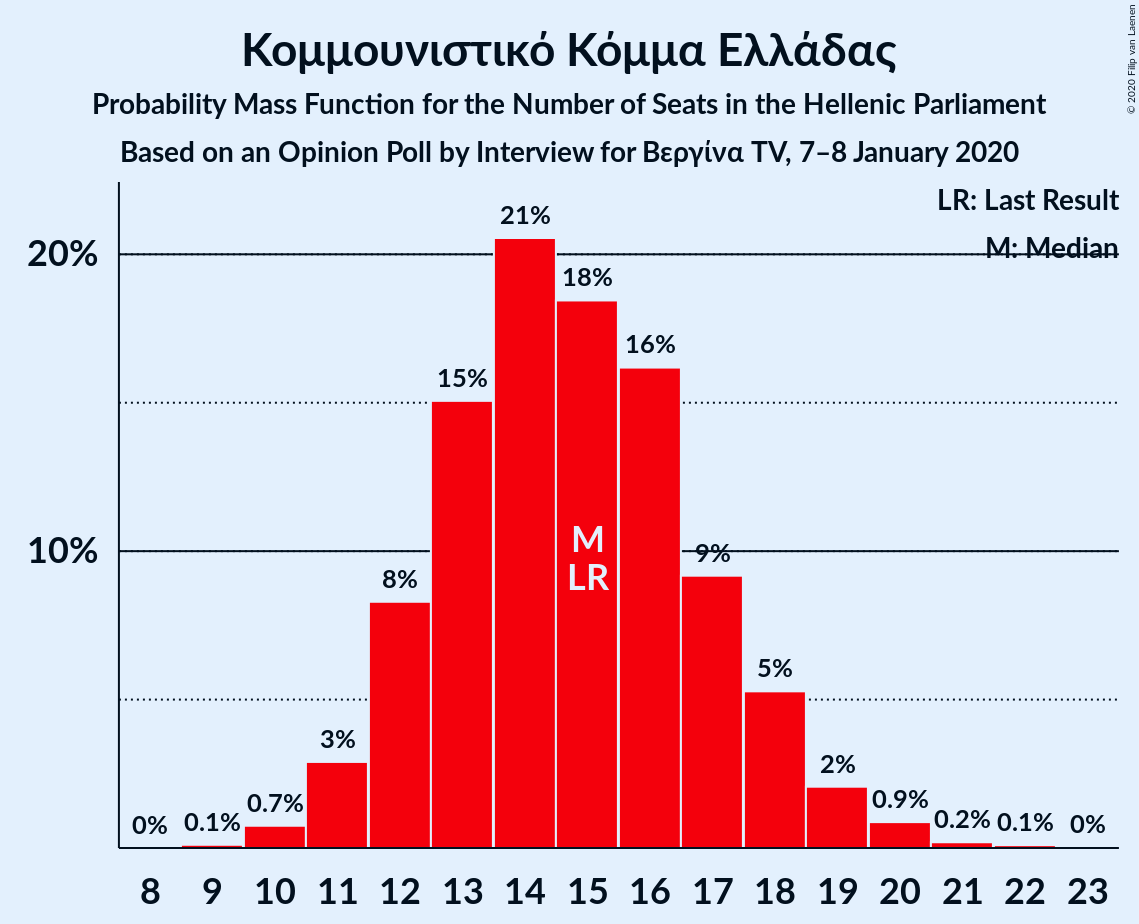 Κομμουνιστικό Κόμμα Ελλάδας
Probability Mass Function for the Number of Seats in the Hellenic Parliament
Based on an Opinion Poll by Interview for Βεργίνα TV, 7–8 January 2020
© 2020 Filip van Laenen
LR: Last Result
M: Median
20%
10%
0%
0.1%
0.7%
3%
8%
15%
21%
18%
16%
9%
5%
2%
0.9%
0.2%
0.1%
0%
M
LR
8 9 10 11 12 13 14 15 16 17 18 19 20 21 22 23